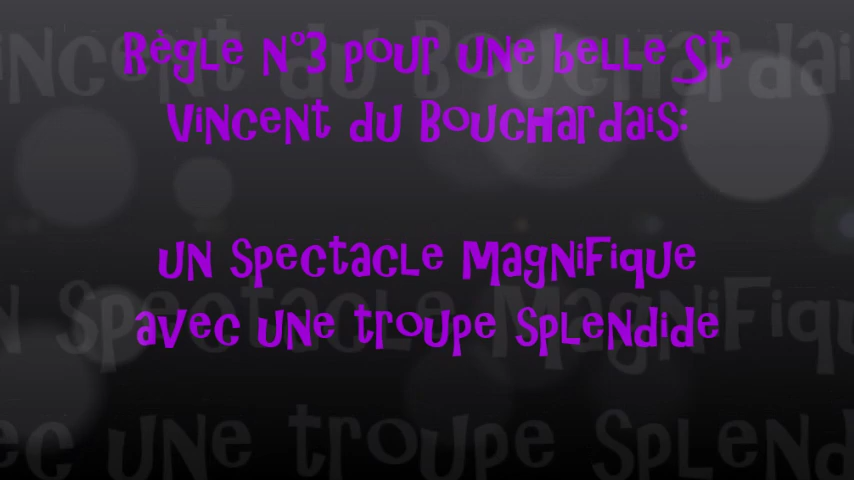 Règle N°3 pour une belle St
Vincent du Bouchardais:
un Spectacle Magnifique
avec une troupe Splendide